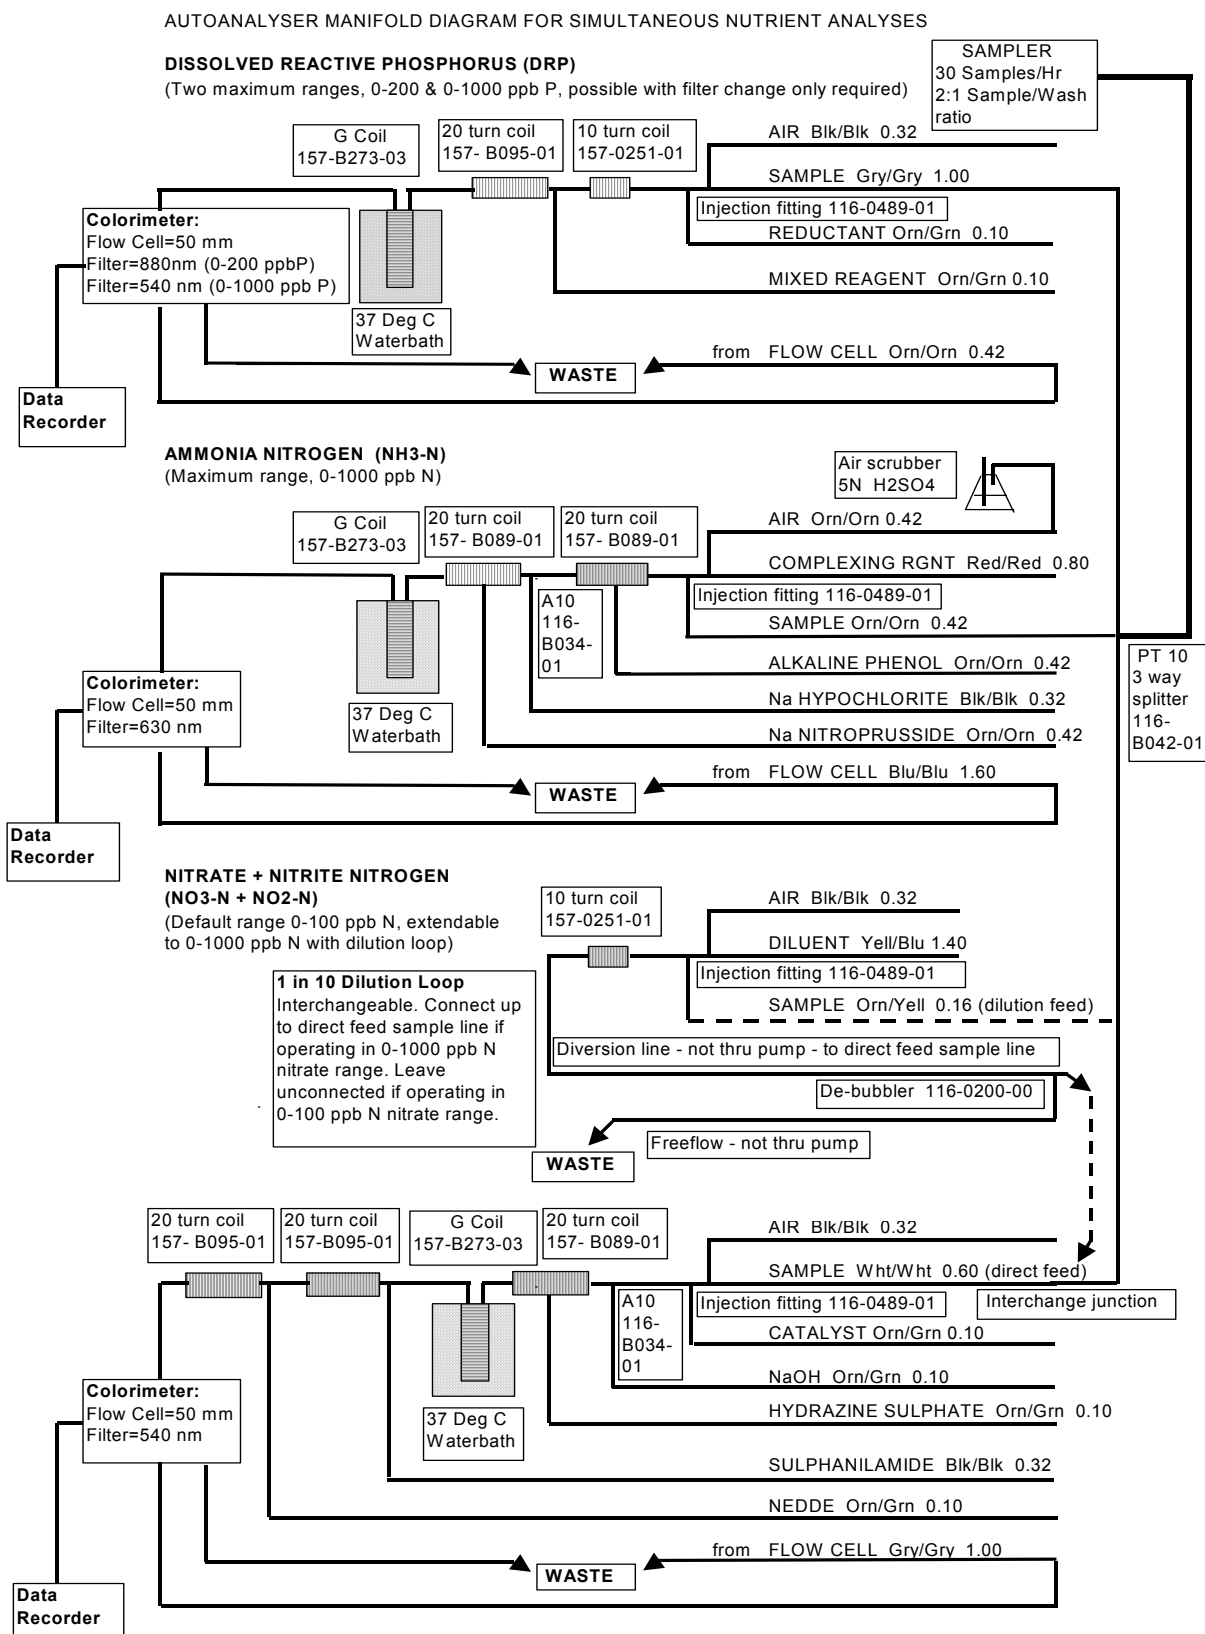 AUTOANALYSER MANIFOLD DIAGRAM FOR SIMULTANEOUS NUTRIENT ANALYSES
DISSOLVED REACTIVE PHOSPHORUS (DRP)
(Two maximum ranges, 0-200 & 0-1000 ppb P, possible with filter change only required)
SAMPLER
30 Samples/Hr
2:1 Sample/Wash
ratio
G Coil
157-B273-03
20 turn coil
157- B095-01
10 turn coil
157-0251-01
AIR Blk/Blk 0.32
SAMPLE Gry/Gry 1.00
Injection fitting 116-0489-01
REDUCTANT Orn/Grn 0.10
MIXED REAGENT Orn/Grn 0.10
Colorimeter:
Flow Cell=50 mm
Filter=880nm (0-200 ppbP)
Filter=540 nm (0-1000 ppb P)
37 Deg C
Waterbath
from FLOW CELL Orn/Orn 0.42
WASTE
Data
Recorder
AMMONIA NITROGEN (NH3-N)
(Maximum range, 0-1000 ppb N)
Air scrubber
5N H2SO4
G Coil
157-B273-03
20 turn coil
157- B089-01
20 turn coil
157- B089-01
AIR Orn/Orn 0.42
COMPLEXING RGNT Red/Red 0.80
Injection fitting 116-0489-01
SAMPLE Orn/Orn 0.42
A10
116-
B034-
01
ALKALINE PHENOL Orn/Orn 0.42
Na HYPOCHLORITE Blk/Blk 0.32
Na NITROPRUSSIDE Orn/Orn 0.42
PT 10
3 way
splitter
116-
B042-01
Colorimeter:
Flow Cell=50 mm
Filter=630 nm
37 Deg C
Waterbath
from FLOW CELL Blu/Blu 1.60
WASTE
Data
Recorder
NITRATE + NITRITE NITROGEN
(NO3-N + NO2-N)
(Default range 0-100 ppb N, extendable
to 0-1000 ppb N with dilution loop)
10 turn coil
157-0251-01
AIR Blk/Blk 0.32
DILUENT Yell/Blu 1.40
Injection fitting 116-0489-01
SAMPLE Orn/Yell 0.16 (dilution feed)
1 in 10 Dilution Loop
Interchangeable. Connect up
to direct feed sample line if
operating in 0-1000 ppb N
nitrate range. Leave
unconnected if operating in
0-100 ppb N nitrate range.
Diversion line - not thru pump - to direct feed sample line
De-bubbler 116-0200-00
Freeflow - not thru pump
WASTE
20 turn coil
157- B095-01
20 turn coil
157-B095-01
G Coil
157-B273-03
20 turn coil
157- B089-01
AIR Blk/Blk 0.32
SAMPLE Wht/Wht 0.60 (direct feed)
Injection fitting 116-0489-01
Interchange junction
A10
116-
B034-
01
CATALYST Orn/Grn 0.10
NaOH Orn/Grn 0.10
HYDRAZINE SULPHATE Orn/Grn 0.10
Colorimeter:
Flow Cell=50 mm
Filter=540 nm
37 Deg C
Waterbath
SULPHANILAMIDE Blk/Blk 0.32
NEDDE Orn/Grn 0.10
from FLOW CELL Gry/Gry 1.00
WASTE
Data
Recorder